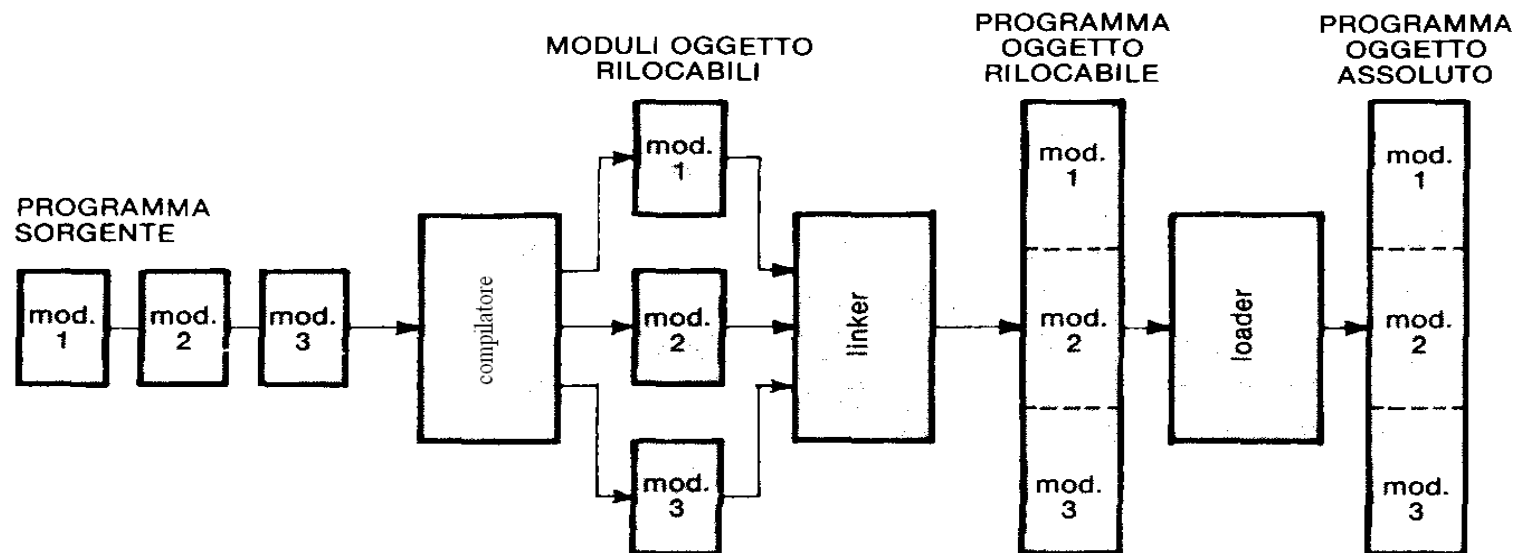 PROGRAMMA
SORGENTE
mod.
1
mod.
2
mod.
3
compilatore
MODULI OGGETTO
RILOCABILI
mod.
1
mod.
2
mod.
3
linker
PROGRAMMA
OGGETTO
RILOCABILE
mod.
1
mod.
2
mod.
3
loader
PROGRAMMA
OGGETTO
ASSOLUTO
mod.
1
mod.
2
mod.
3